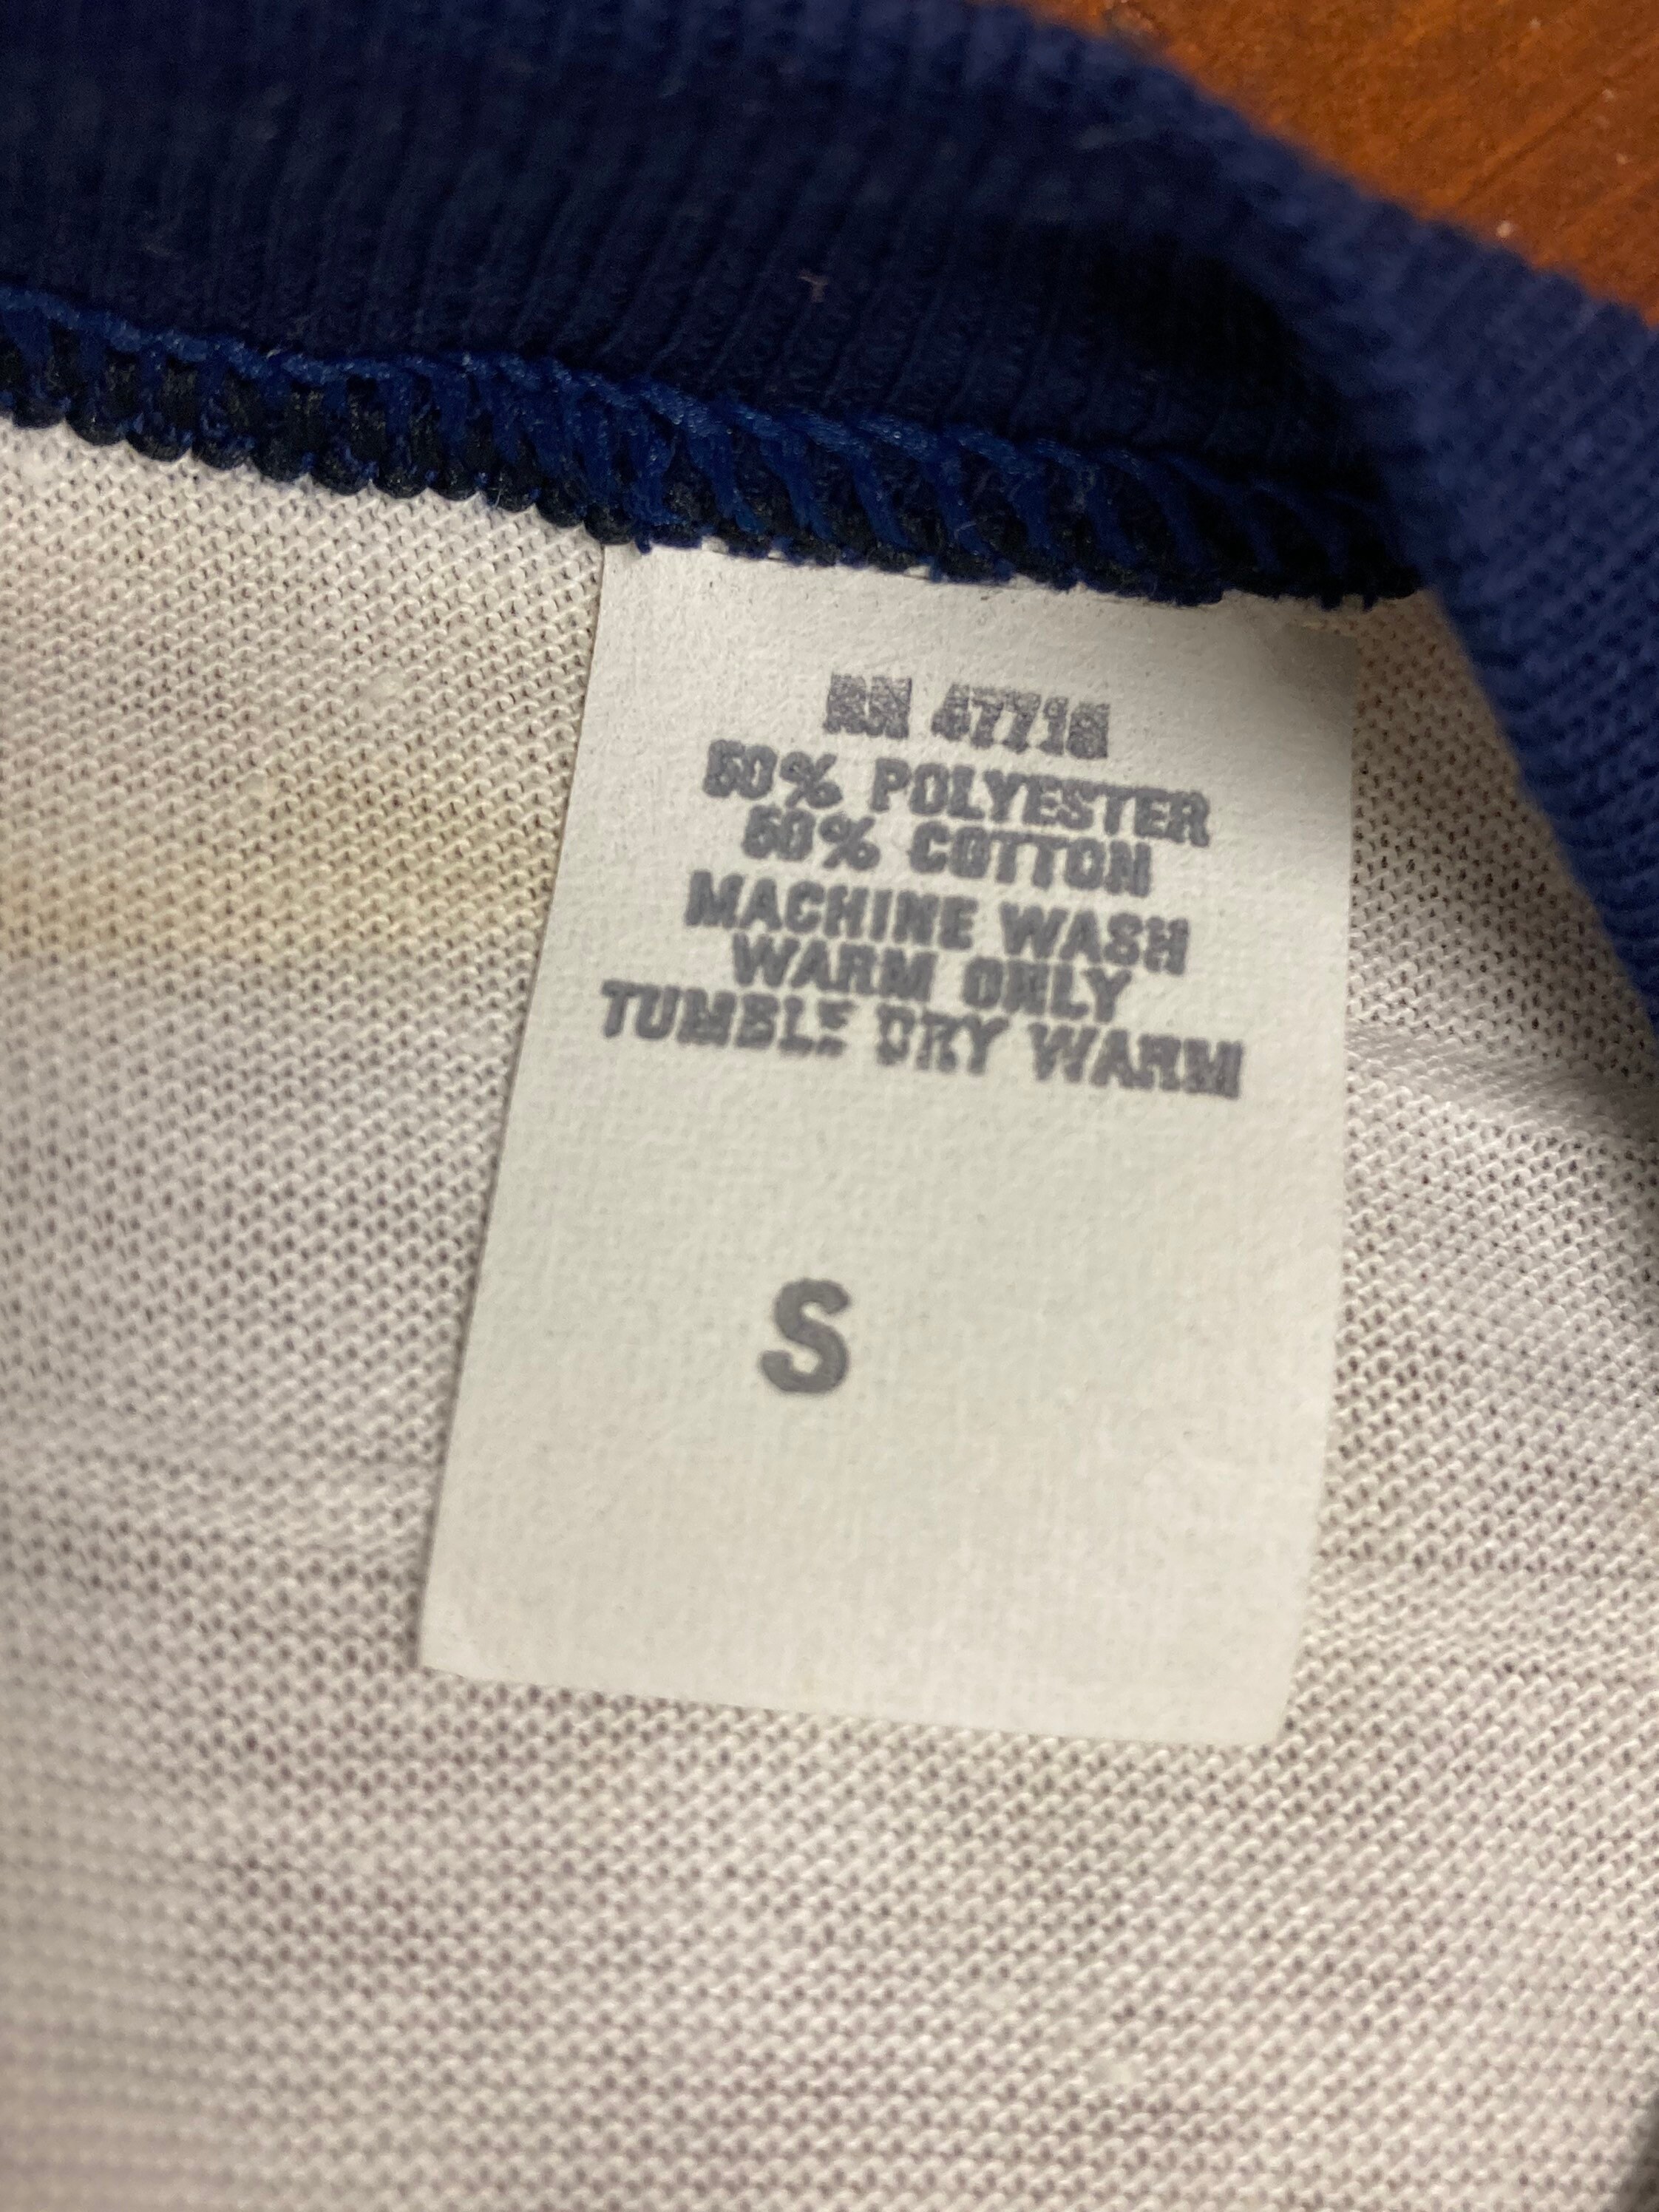 RN 47718
50% POLYESTER
50% COTTON
MACHINE WASH
WARM ONLY
TUMBLE DRY WARM
S